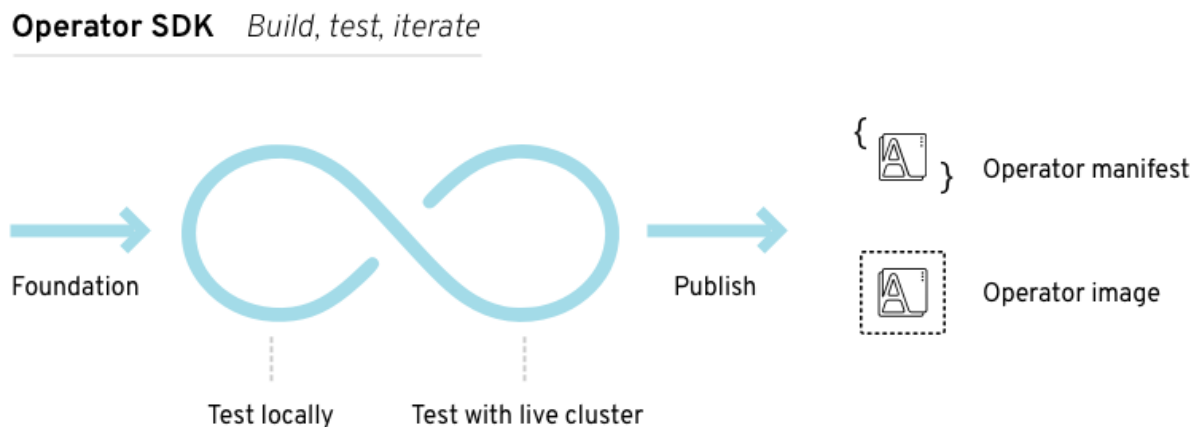 Operator SDK Build, test, iterate
Foundation
Test locally
Test with live cluster
Publish
{ A }
Operator manifest
A
Operator image